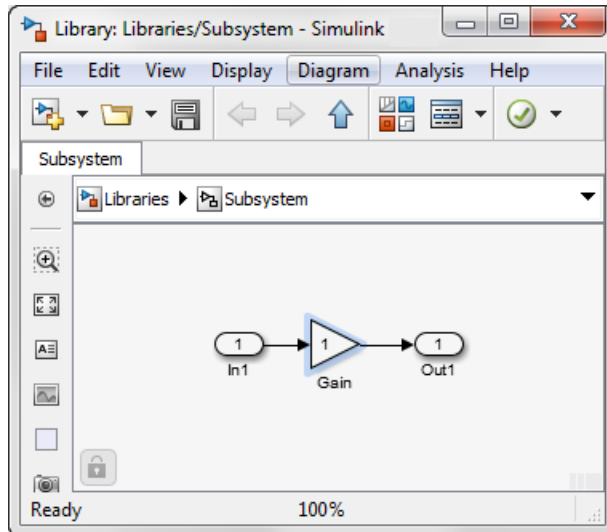 Library: Libraries/Subsystem - Simulink
File Edit View Display Diagram Analysis Help
Subsystem
Libraries Subsystem
1 1 1
In1 Gain Out1
Ready 100%